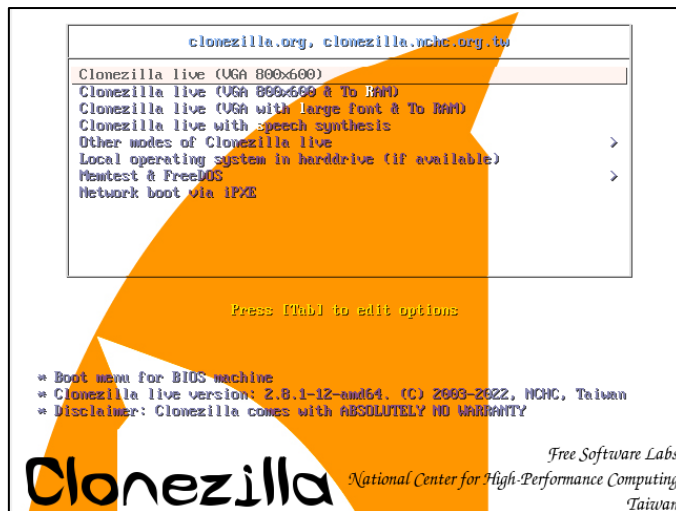 clonezilla.org, clonezilla.nchc.org.tw
Clonezilla live (VGA 800x600)
Clonezilla live (VGA 800x600 & To RAM)
Clonezilla live (VGA with large font & To RAM)
Clonezilla live with speech synthesis
Other modes of Clonezilla live >
Local operating system in harddrive (if available)
Memtest & FreeDOS >
Network boot via iPXE
Press [Tab] to edit options
* Boot menu for BIOS machine
* Clonezilla live version: 2.8.1-12-amd64. (C) 2003-2022, NCHC, Taiwan
* Disclaimer: Clonezilla comes with ABSOLUTELY NO WARRANTY
Free Software Labs
Clonezilla National Center for High-Performance Computing
Taiwan